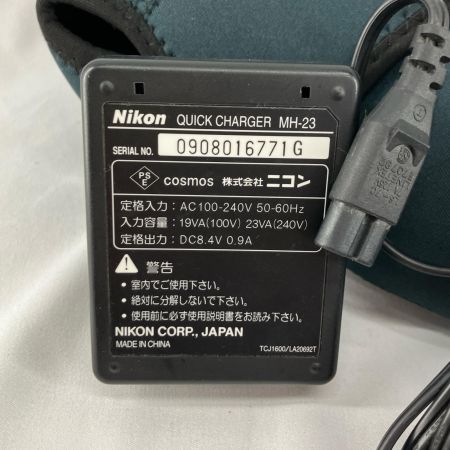 Nikon QUICK CHARGER MH-23
SERIAL NO. 0908016771G
PS E cosmos 株式会社 ニコン
定格入力：AC100-240V 50-60Hz
入力容量：19VA(100V) 23VA(240V)
定格出力：DC8.4V 0.9A
警告
・室内でご使用下さい。
・絶対に分解しないで下さい。
・使用前に必ず使用説明書をお読み下さい。
NIKON CORP., JAPAN
MADE IN CHINA
TCJ1600/LA20692T